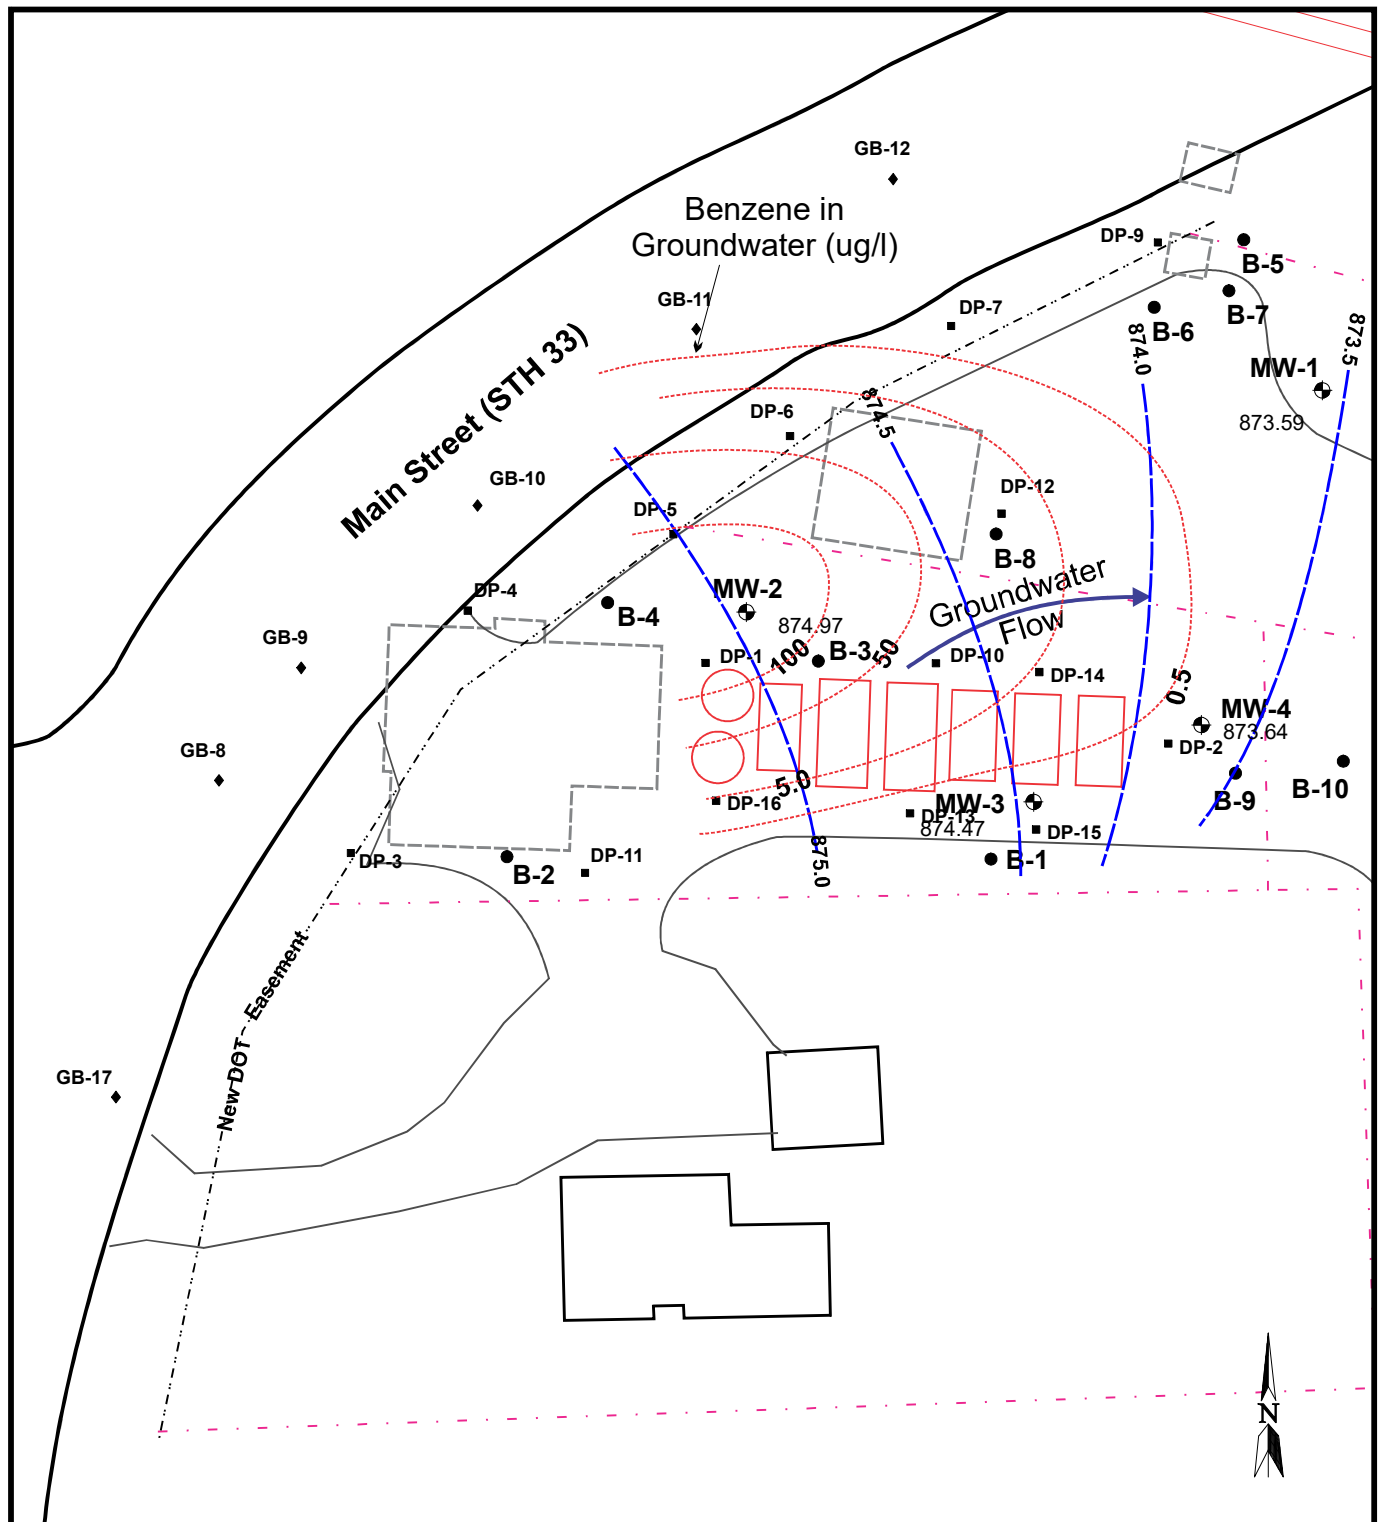 GB-12
Benzene in
Groundwater (ug/l)
DP-9
B-5
GB-11
DP-7
B-7
B-6
874.0
873.5
Main Street (STH 33)
MW-1
873.59
DP-6
874.5
GB-10
DP-12
DP-5
B-8
MW-2
DP-4
B-4
874.97
Groundwater
Flow
GB-9
DP-1
100
B-3
50
DP-10
DP-14
0.5
MW-4
873.64
GB-8
DP-2
5.0
DP-16
MW-3
DP-13
874.47
DP-15
B-9
B-10
DP-3
B-2
DP-11
875.0
B-1
New DOT Easement
GB-17
N